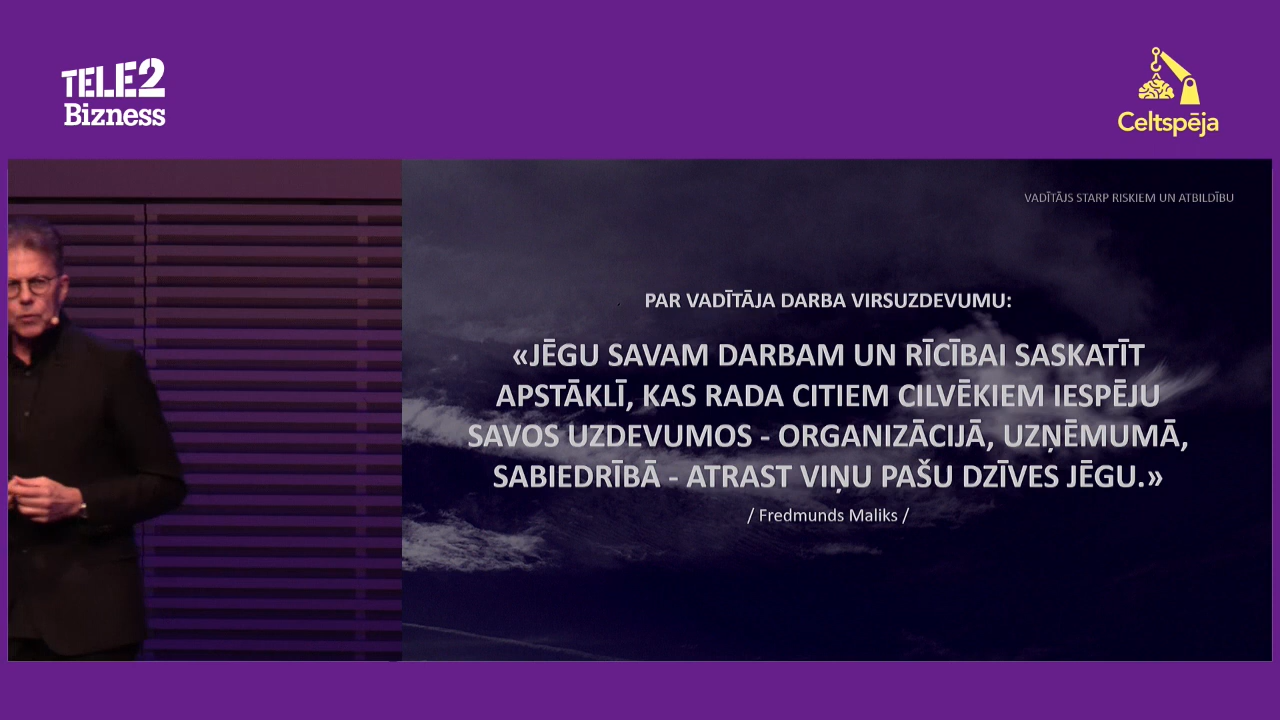 TELE2
Bizness
Celtspēja
VADĪTĀJS STARP RISKIEM UN ATBILDĪBU
PAR VADĪTĀJA DARBA VIRSUZDEVUMU:
«JĒGU SAVAM DARBAM UN RĪCĪBAI SASKATĪT
APSTĀKLĪ, KAS RADA CITIEM CILVĒKIEM IESPĒJU
SAVOS UZDEVUMOS - ORGANIZĀCIJĀ, UZŅĒMUMĀ,
SABIEDRĪBĀ - ATRAST VIŅU PAŠU DZĪVES JĒGU.»
/ Fredmunds Maliks /